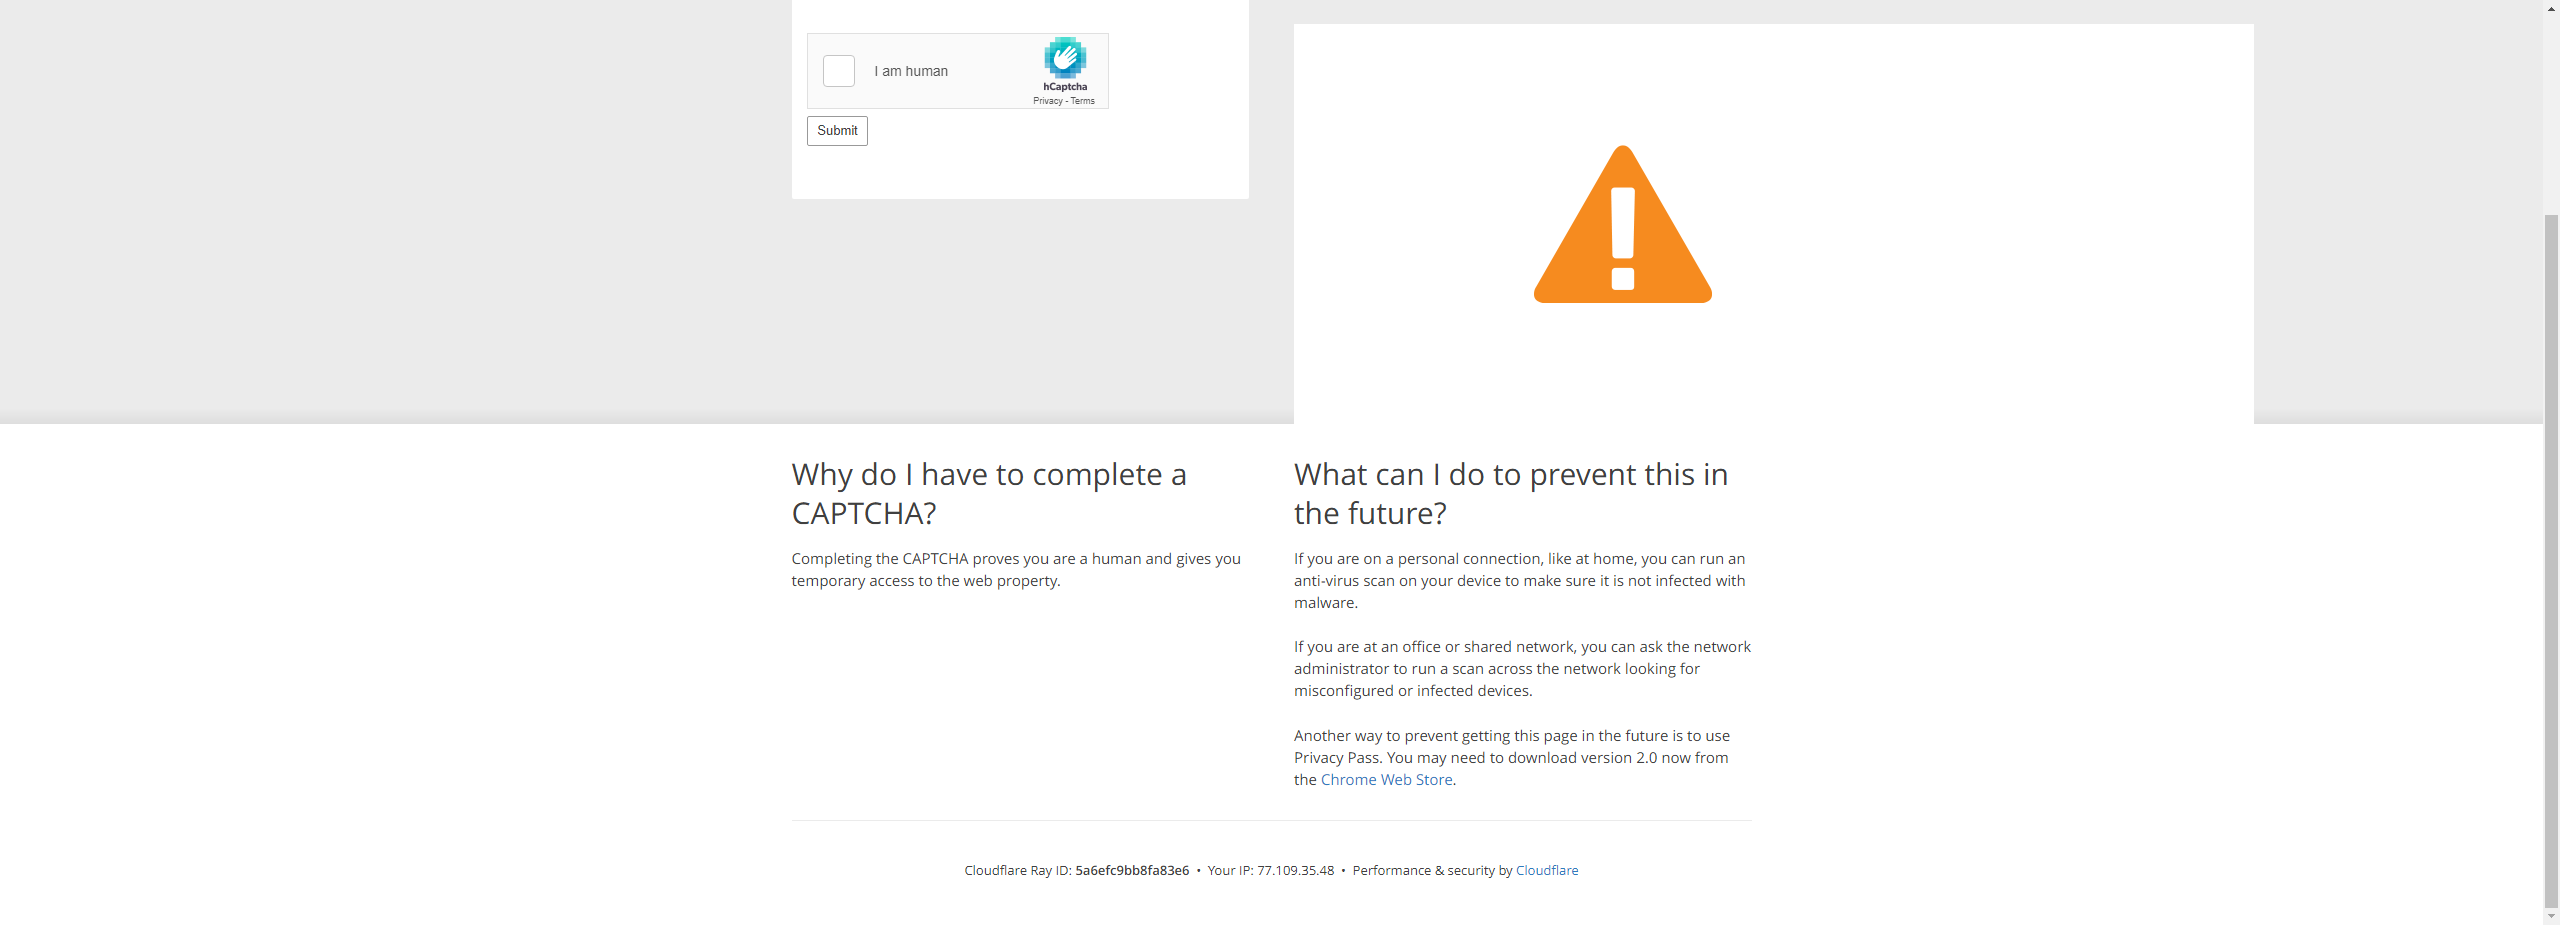 I am human
hCaptcha
Privacy - Terms
Submit
Why do I have to complete a
CAPTCHA?
Completing the CAPTCHA proves you are a human and gives you
temporary access to the web property.
What can I do to prevent this in
the future?
If you are on a personal connection, like at home, you can run an
anti-virus scan on your device to make sure it is not infected with
malware.
If you are at an office or shared network, you can ask the network
administrator to run a scan across the network looking for
misconfigured or infected devices.
Another way to prevent getting this page in the future is to use
Privacy Pass. You may need to download version 2.0 now from
the Chrome Web Store.
Cloudflare Ray ID: 5a6efc9bb8fa83e6 • Your IP: 77.109.35.48 • Performance & security by Cloudflare